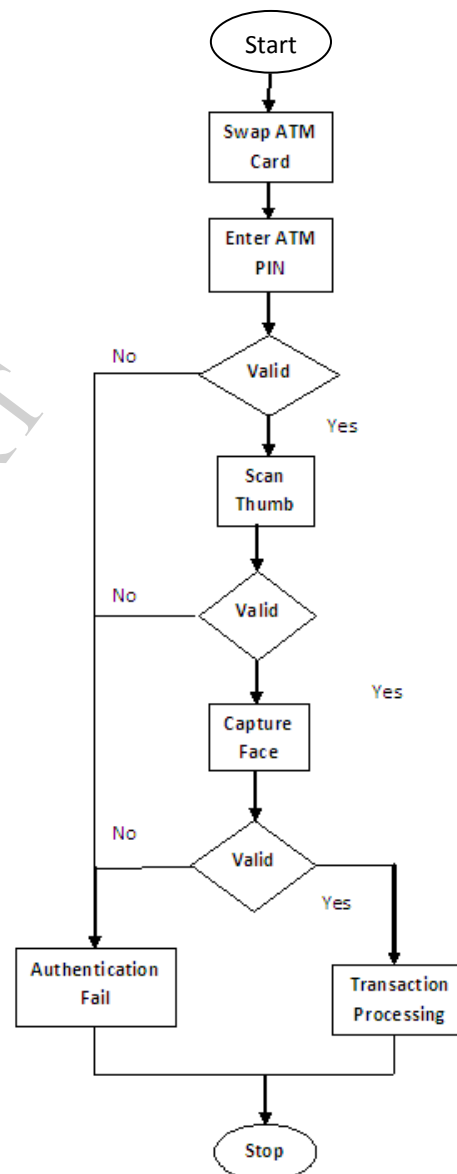 Start
Swap ATM
Card
Enter ATM
PIN
No
Valid
Yes
Scan
Thumb
No
Valid
Yes
Capture
Face
No
Valid
Yes
Authentication
Fail
Transaction
Processing
Stop